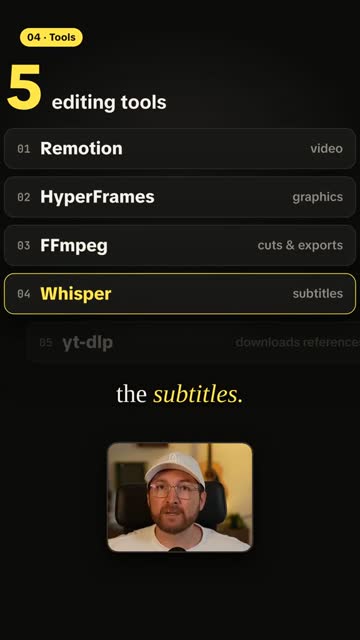 04 · Tools
5 editing tools
01 Remotion video
02 HyperFrames graphics
03 FFmpeg cuts & exports
04 Whisper subtitles
05 yt-dlp downloads reference
the subtitles.